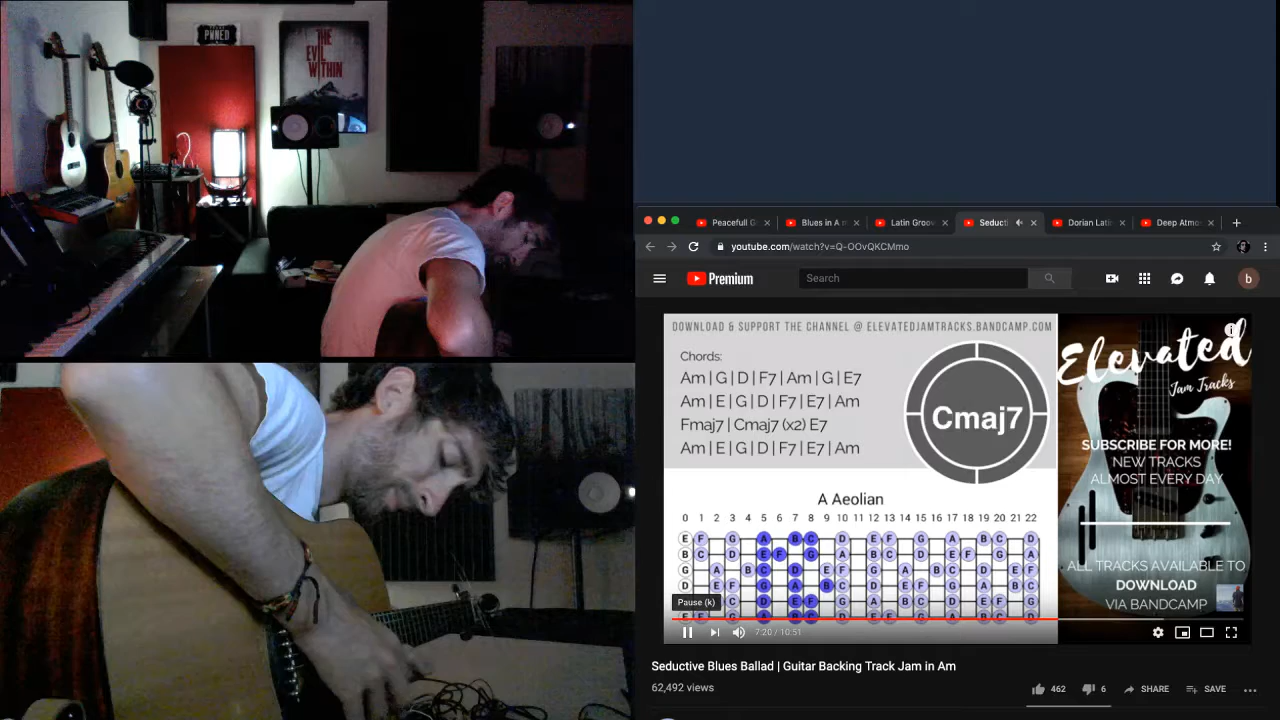 PWNED
THE
EVIL
WITHIN
Peacefull G
Blues in A m
Latin Groov
Seducti
Dorian Lati
Deep Atmos
youtube.com/watch?v=Q-OOvQKCMmo
Premium
Search
b
DOWNLOAD & SUPPORT THE CHANNEL @ ELEVATEDJAMTRACKS.BANDCAMP.COM
Chords:
Am | G | D | F7 | Am | G | E7
Am | E | G | D | F7 | E7 | Am
Fmaj7 | Cmaj7 (x2) E7
Am | E | G | D | F7 | E7 | Am
Cmaj7
A Aeolian
0 1 2 3 4 5 6 7 8 9 10 11 12 13 14 15 16 17 18 19 20 21 22
E F G A B C D E F G A B C D
B C D E F G A B C D E F G A
G A B C D E F G A B C D E F
D E F G A B C D E F G A B C
Elevated
Jam Tracks
SUBSCRIBE FOR MORE!
NEW TRACKS
ALMOST EVERY DAY
ALL TRACKS AVAILABLE TO
DOWNLOAD
VIA BANDCAMP
Pause (k)
7:20 / 10:51
Seductive Blues Ballad | Guitar Backing Track Jam in Am
62,492 views
462
6
SHARE
SAVE